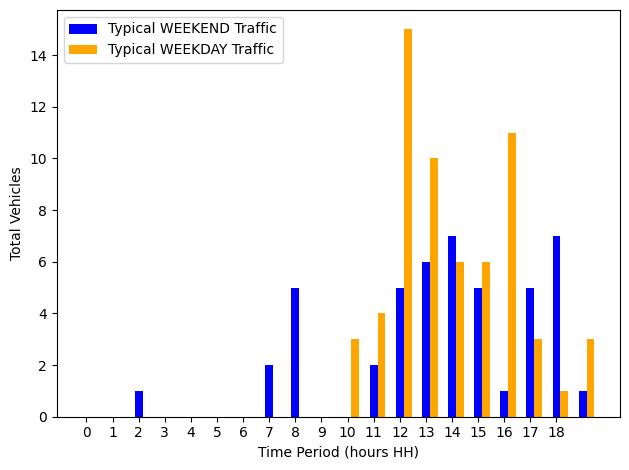 Typical WEEKEND Traffic
Typical WEEKDAY Traffic
14
12
10
8
6
4
2
0
Total Vehicles
0 1 2 3 4 5 6 7 8 9 10 11 12 13 14 15 16 17 18
Time Period (hours HH)